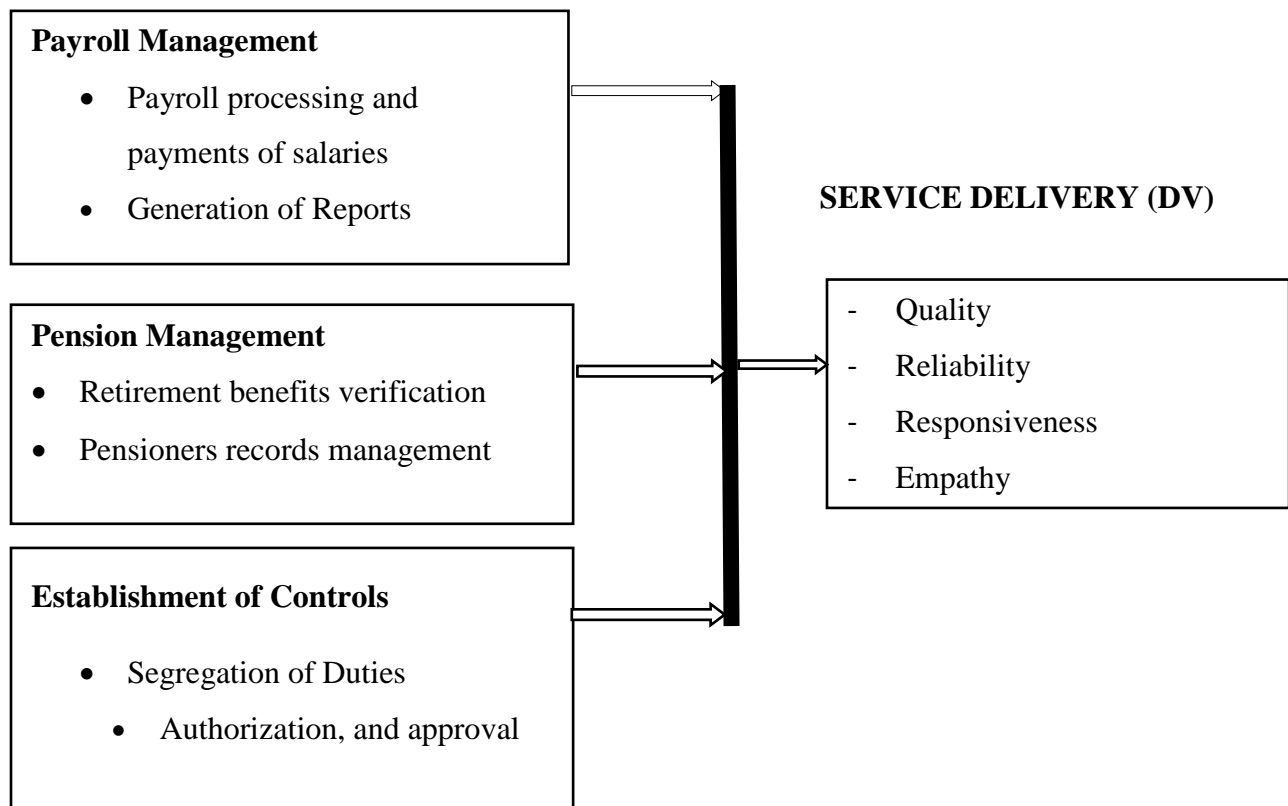 Payroll Management
• Payroll processing and
payments of salaries
• Generation of Reports
SERVICE DELIVERY (DV)
Pension Management
• Retirement benefits verification
• Pensioners records management
- Quality
- Reliability
- Responsiveness
- Empathy
Establishment of Controls
• Segregation of Duties
• Authorization, and approval